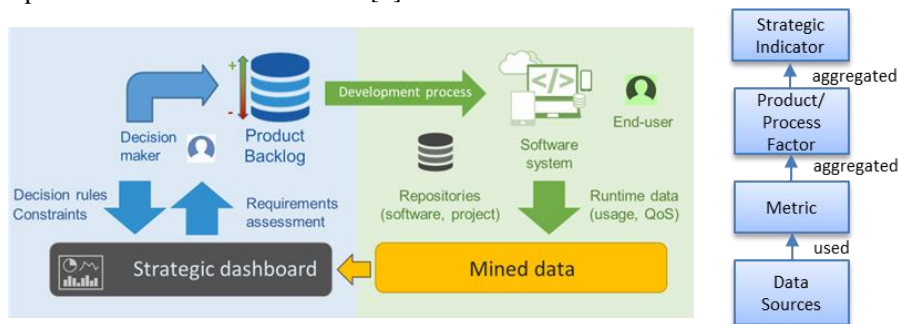 +
-
Decision
maker
Product
Backlog
Development process
</>
Software
system
End-user
Decision rules
Constraints
Requirements
assessment
Repositories
(software, project)
Runtime data
(usage, QoS)
Strategic dashboard
Mined data
Strategic
Indicator
aggregated
Product/
Process
Factor
aggregated
Metric
used
Data
Sources